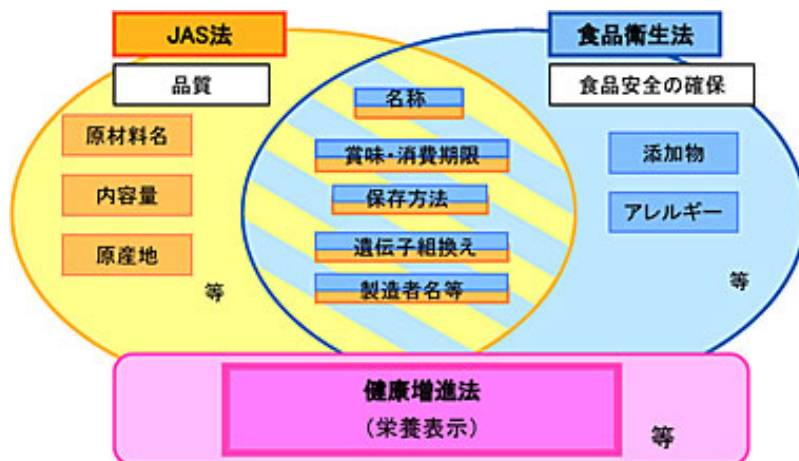 JAS法
食品衛生法
品質
食品安全の確保
名称
賞味・消費期限
保存方法
遺伝子組換え
製造者名等
原材料名
内容量
原産地
等
添加物
アレルギー
等
健康増進法
（栄養表示）
等